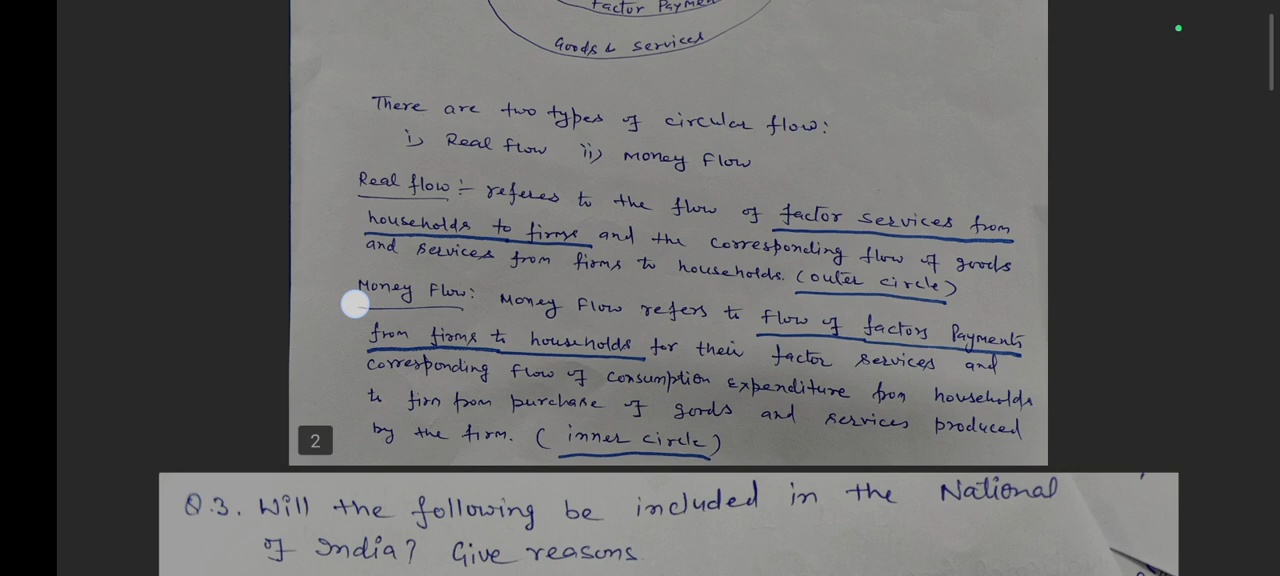 Factor Paymen
Goods & Services
There are two types of circular flow:
i) Real flow ii) Money Flow
Real flow :- referes to the flow of factor services from
households to firms and the corresponding flow of goods
and services from firms to households. (outer circle)
Money Flow: Money Flow refers to flow of factors Payments
from firms to households for their factor services and
corresponding flow of consumption Expenditure from households
to firm from purchase of goods and services produced
by the firm. (inner circle)
2
Q.3. Will the following be included in the National
of India? Give reasons.